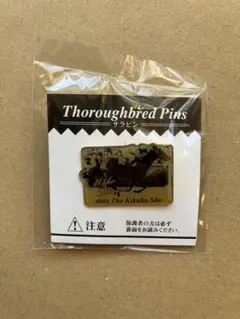 Thoroughbred Pins
サラピン
46th The Kikuka Sho
注意
保護者の方は必ず
裏面をお読みください。